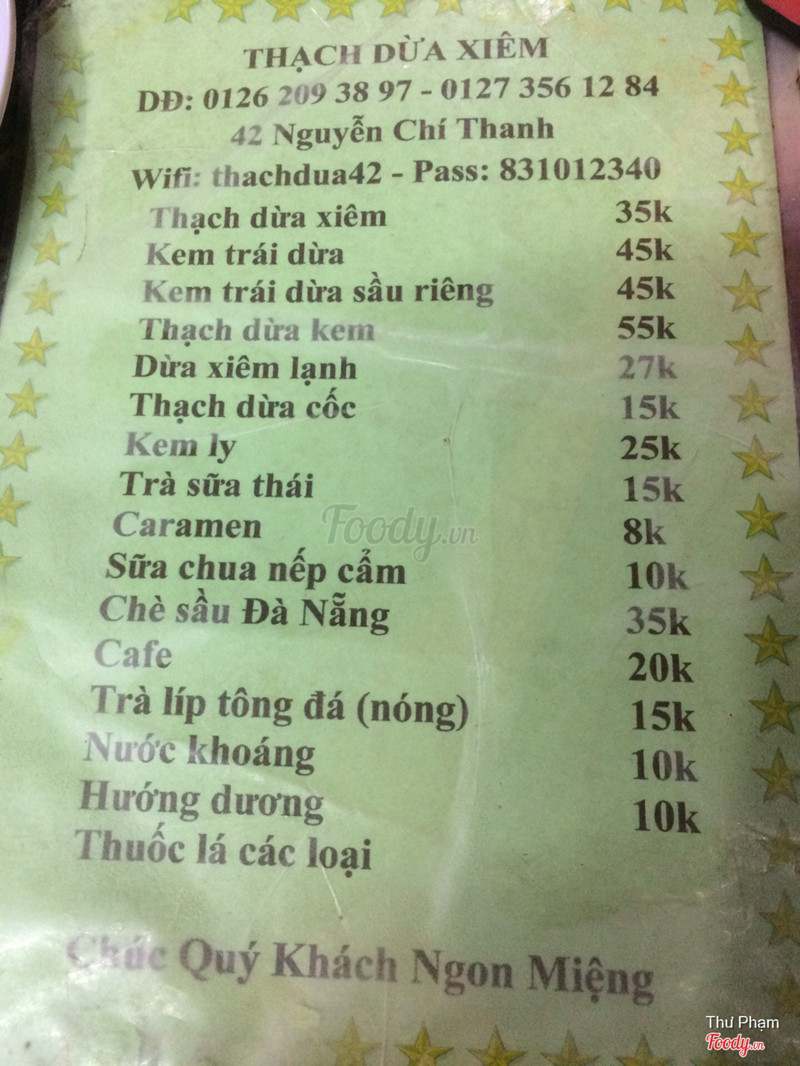 THẠCH DỪA XIÊM
DĐ: 0126 209 38 97 - 0127 356 12 84
42 Nguyễn Chí Thanh
Wifi: thachdua42 - Pass: 831012340
Thạch dừa xiêm 35k
Kem trái dừa 45k
Kem trái dừa sầu riêng 45k
Thạch dừa kem 55k
Dừa xiêm lạnh 27k
Thạch dừa cốc 15k
Kem ly 25k
Trà sữa thái 15k
Caramen 8k
Sữa chua nếp cẩm 10k
Chè sầu Đà Nẵng 35k
Cafe 20k
Trà líp tông đá (nóng) 15k
Nước khoáng 10k
Hướng dương 10k
Thuốc lá các loại
Chúc Quý Khách Ngon Miệng
Foody.vn
Thư Phạm
Foody.vn